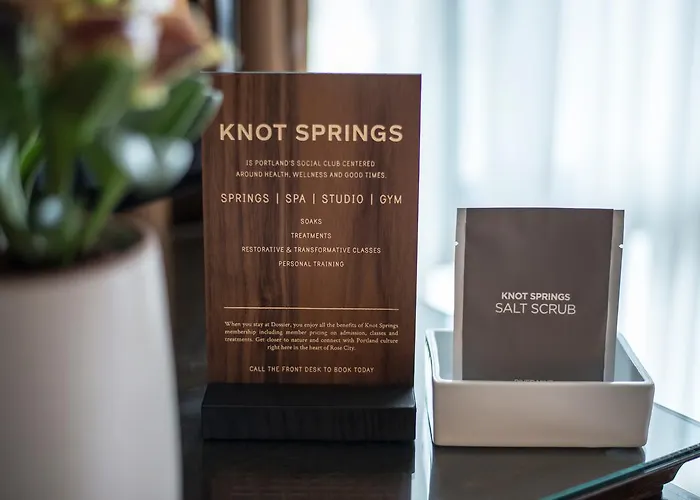 KNOT SPRINGS
IS PORTLAND'S SOCIAL CLUB CENTERED
AROUND HEALTH, WELLNESS AND GOOD TIMES.
SPRINGS | SPA | STUDIO | GYM
SOAKS
TREATMENTS
RESTORATIVE & TRANSFORMATIVE CLASSES
PERSONAL TRAINING
When you stay at Dossier, you enjoy all the benefits of Knot Springs
membership including member pricing on admission, classes and
treatments. Get closer to nature and connect with Portland culture
right here in the heart of Rose City.
CALL THE FRONT DESK TO BOOK TODAY
KNOT SPRINGS
SALT SCRUB